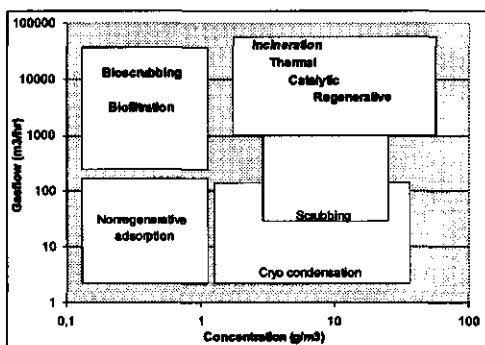 100000
10000
1000
100
10
1
Gasflow (m3/hr)
Bioscrubbing
Biofiltration
Incineration
Thermal
Catalytic
Regenerative
Nonregenerative
adsorption
Scrubbing
Cryo condensation
0,1
1
10
100
Concentration (g/m3)